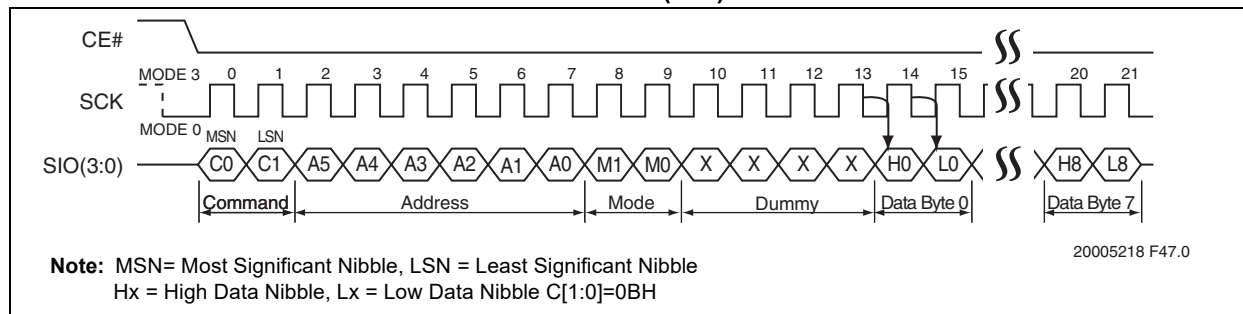 CE#
MODE 3 0 1 2 3 4 5 6 7 8 9 10 11 12 13 14 15 20 21
SCK
MODE 0 MSN LSN
SIO(3:0) C0 C1 A5 A4 A3 A2 A1 A0 M1 M0 X X X X H0 L0 H8 L8
Command Address Mode Dummy Data Byte 0 Data Byte 7
20005218 F47.0
Note: MSN= Most Significant Nibble, LSN = Least Significant Nibble
Hx = High Data Nibble, Lx = Low Data Nibble C[1:0]=0BH